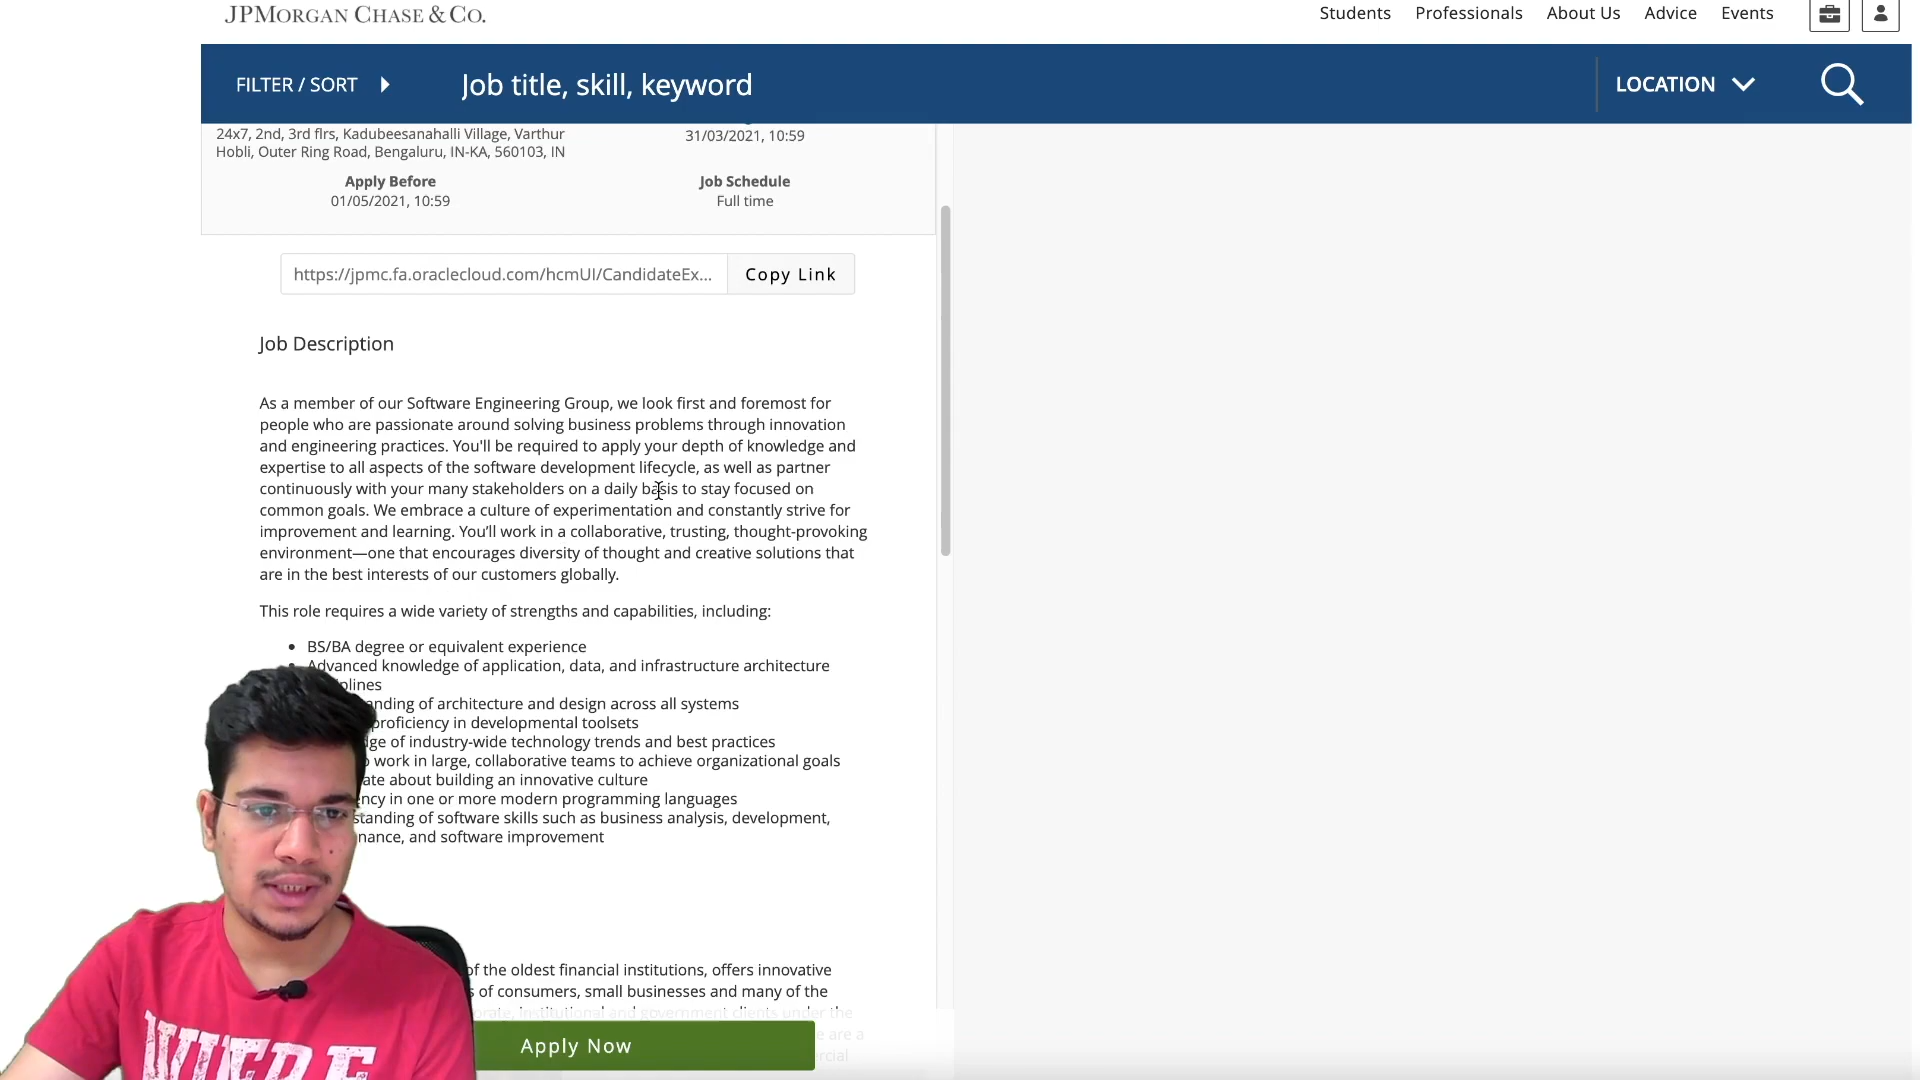 JPMORGAN CHASE & CO.
Students Professionals About Us Advice Events
FILTER / SORT Job title, skill, keyword LOCATION
24x7, 2nd, 3rd flrs, Kadubeesanahalli Village, Varthur
Hobli, Outer Ring Road, Bengaluru, IN-KA, 560103, IN
31/03/2021, 10:59
Apply Before
01/05/2021, 10:59
Job Schedule
Full time
https://jpmc.fa.oraclecloud.com/hcmUI/CandidateEx... Copy Link
Job Description
As a member of our Software Engineering Group, we look first and foremost for
people who are passionate around solving business problems through innovation
and engineering practices. You'll be required to apply your depth of knowledge and
expertise to all aspects of the software development lifecycle, as well as partner
continuously with your many stakeholders on a daily basis to stay focused on
common goals. We embrace a culture of experimentation and constantly strive for
improvement and learning. You’ll work in a collaborative, trusting, thought-provoking
environment—one that encourages diversity of thought and creative solutions that
are in the best interests of our customers globally.
This role requires a wide variety of strengths and capabilities, including:
• BS/BA degree or equivalent experience
• Advanced knowledge of application, data, and infrastructure architecture
plines
anding of architecture and design across all systems
proficiency in developmental toolsets
dge of industry-wide technology trends and best practices
work in large, collaborative teams to achieve organizational goals
ate about building an innovative culture
ency in one or more modern programming languages
standing of software skills such as business analysis, development,
nance, and software improvement
of the oldest financial institutions, offers innovative
s of consumers, small businesses and many of the
orate, institutional and government clients under the
e are a
rcial
Apply Now